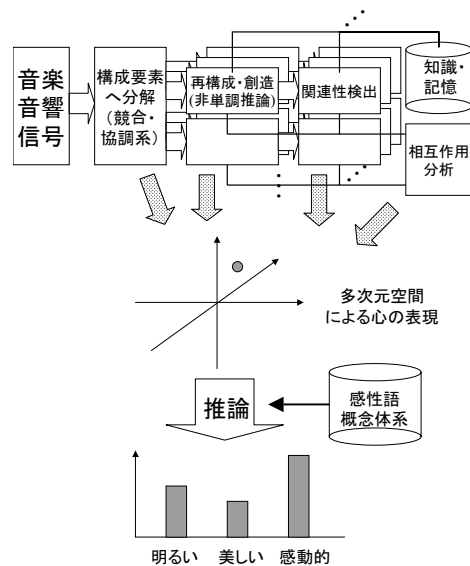 音楽
音響
信号
構成要素
へ分解
(競合・
協調系)
再構成・創造
(非単調推論)
関連性検出
知識・
記憶
相互作用
分析
多次元空間
による心の表現
推論
感性語
概念体系
明るい 美しい 感動的